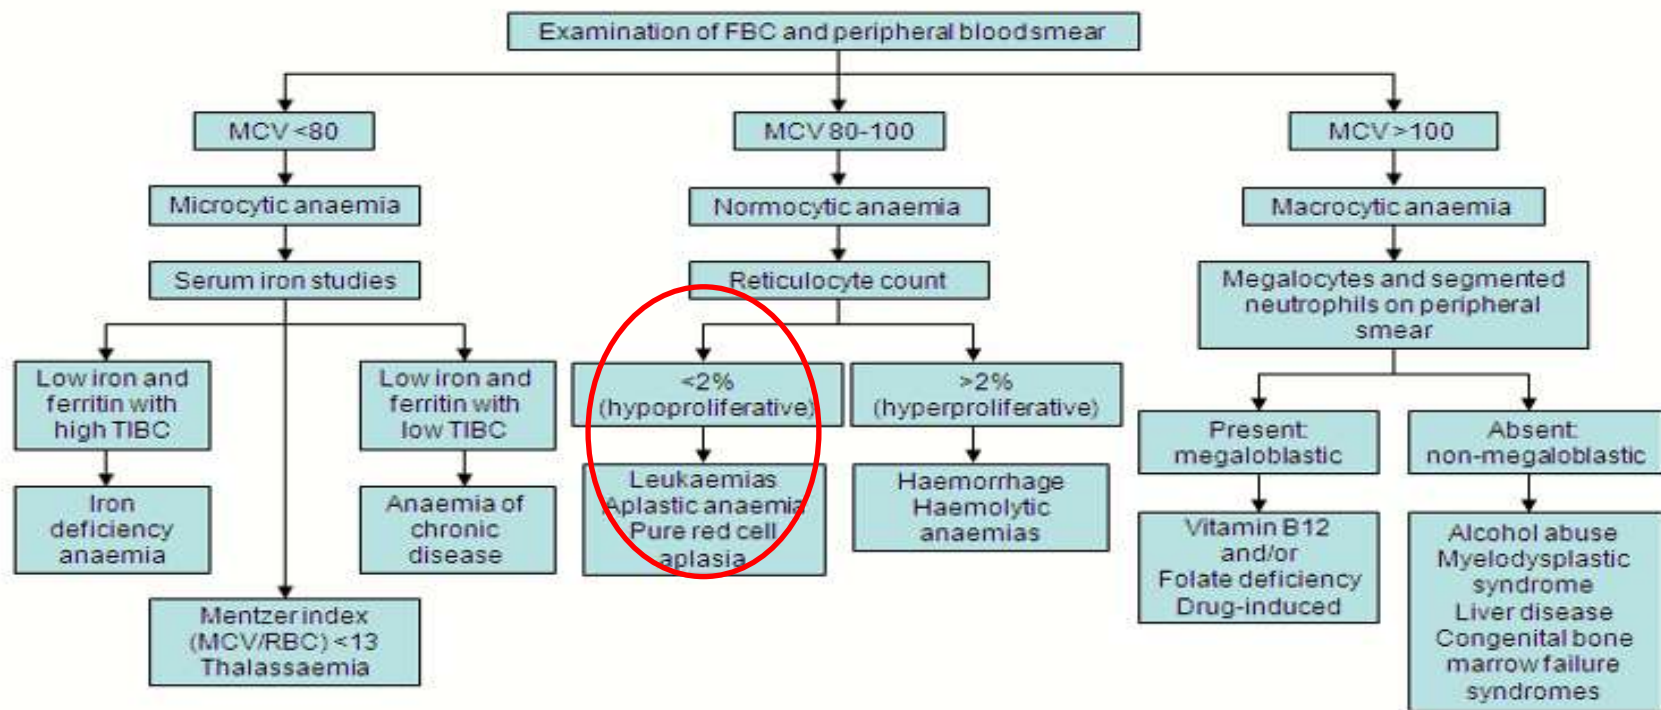 Examination of FBC and peripheral blood smear
MCV <80
MCV 80-100
MCV >100
Microcytic anaemia
Normocytic anaemia
Macrocytic anaemia
Serum iron studies
Reticulocyte count
Megalocytes and segmented
neutrophils on peripheral
smear
Low iron and
ferritin with
high TIBC
Low iron and
ferritin with
low TIBC
<2%
(hypoproliferative)
>2%
(hyperproliferative)
Present:
megaloblastic
Absent:
non-megaloblastic
Iron
deficiency
anaemia
Anaemia of
chronic
disease
Leukaemias
Aplastic anaemia
Pure red cell
aplasia
Haemorrhage
Haemolytic
anaemias
Vitamin B12
and/or
Folate deficiency
Drug-induced
Alcohol abuse
Myelodysplastic
syndrome
Liver disease
Congenital bone
marrow failure
syndromes
Mentzer index
(MCV/RBC) <13
Thalassaemia